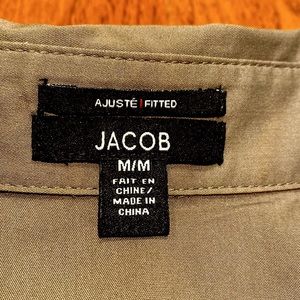 AJUSTÉ | FITTED
JACOB
M/M
FAIT EN
CHINE/
MADE IN
CHINA